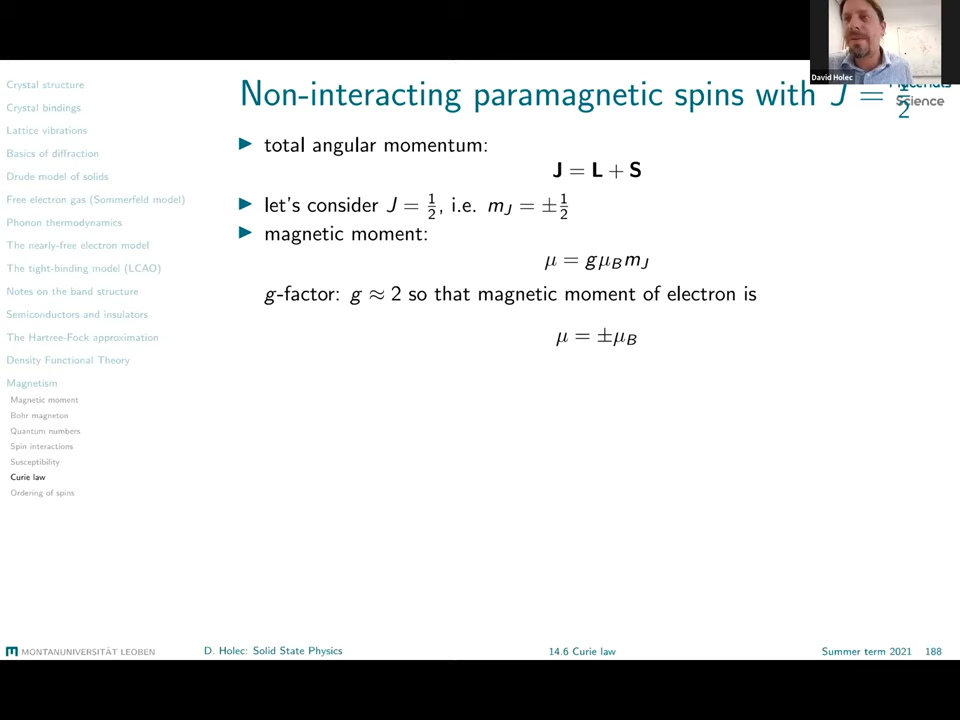 David Holec
Materials
Science
Non-interacting paramagnetic spins with J = 1/2
Crystal structure
Crystal bindings
Lattice vibrations
Basics of diffraction
Drude model of solids
Free electron gas (Sommerfeld model)
Phonon thermodynamics
The nearly-free electron model
The tight-binding model (LCAO)
Notes on the band structure
Semiconductors and insulators
The Hartree-Fock approximation
Density Functional Theory
Magnetism
Magnetic moment
Bohr magneton
Quantum numbers
Spin interactions
Susceptibility
Curie law
Ordering of spins
▶ total angular momentum:
J = L + S
▶ let's consider J = 1/2, i.e. m_J = ±1/2
▶ magnetic moment:
μ = gμ_B m_J
g-factor: g ≈ 2 so that magnetic moment of electron is
μ = ±μ_B
MONTANUNIVERSITÄT LEOBEN
D. Holec: Solid State Physics
14.6 Curie law
Summer term 2021 188